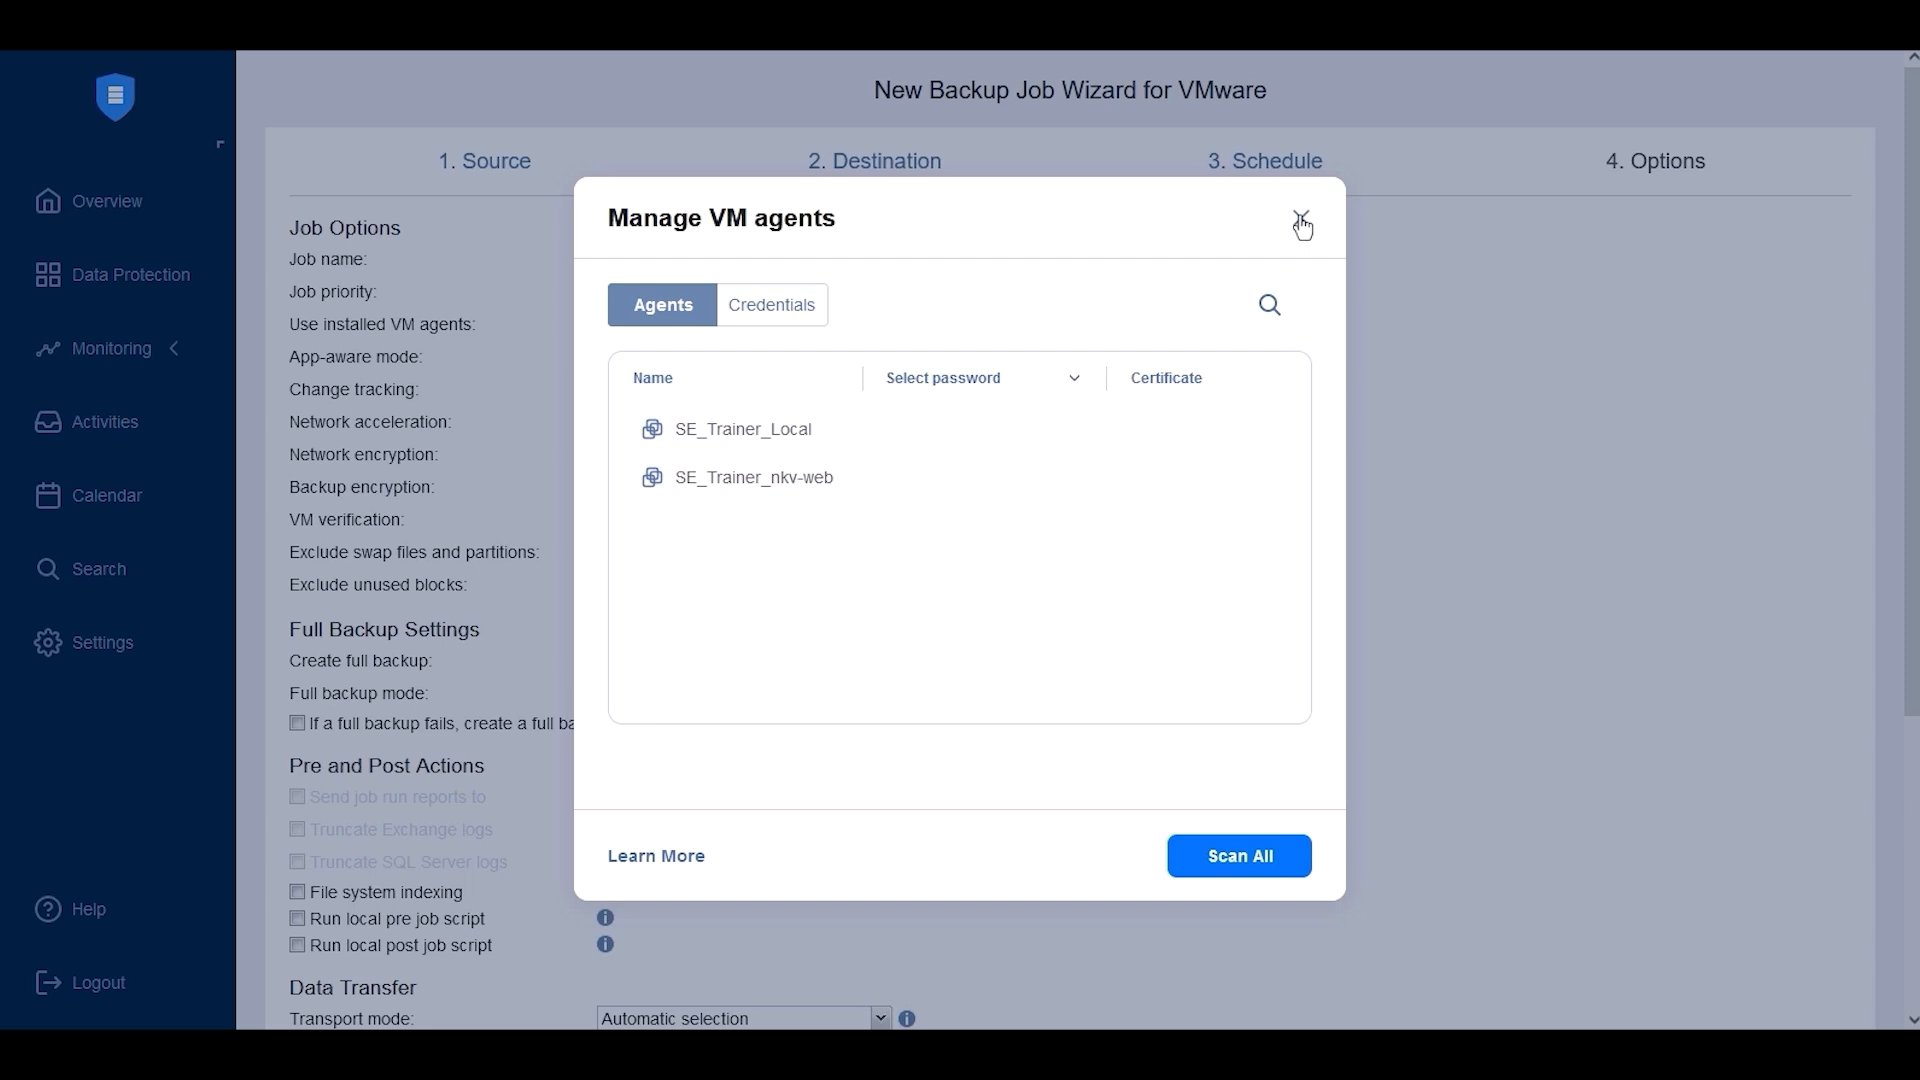 New Backup Job Wizard for VMware
1. Source
2. Destination
3. Schedule
4. Options
Overview
Data Protection
Monitoring
Activities
Calendar
Search
Settings
Help
Logout
Job Options
Job name:
Job priority:
Use installed VM agents:
App-aware mode:
Change tracking:
Network acceleration:
Network encryption:
Backup encryption:
VM verification:
Exclude swap files and partitions:
Exclude unused blocks:
Full Backup Settings
Create full backup:
Full backup mode:
If a full backup fails, create a full ba
Pre and Post Actions
Send job run reports to
Truncate Exchange logs
Truncate SQL Server logs
File system indexing
Run local pre job script
Run local post job script
Data Transfer
Transport mode:
Automatic selection
Manage VM agents
Agents
Credentials
Name
Select password
Certificate
SE_Trainer_Local
SE_Trainer_nkv-web
Learn More
Scan All